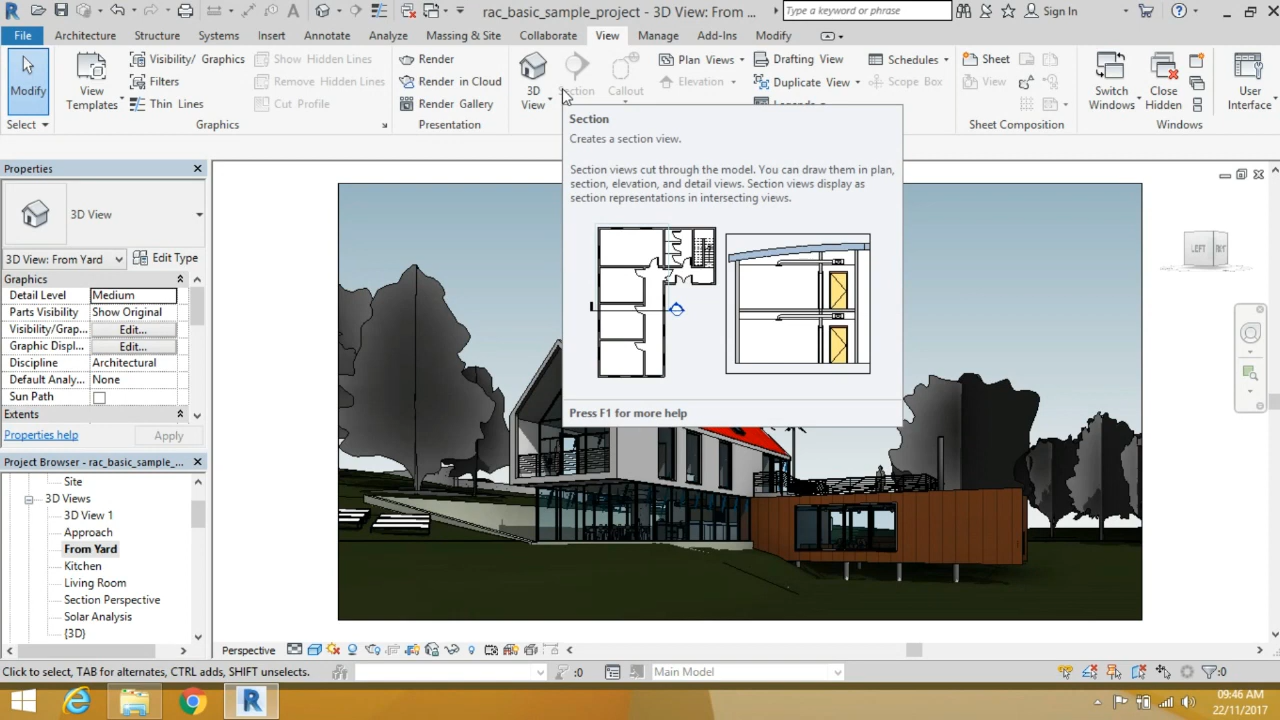 rac_basic_sample_project - 3D View: From ...
Type a keyword or phrase
Sign In
File
Architecture
Structure
Systems
Insert
Annotate
Analyze
Massing & Site
Collaborate
View
Manage
Add-Ins
Modify
Modify
Select
View
Templates
Visibility/ Graphics
Filters
Thin Lines
Show Hidden Lines
Remove Hidden Lines
Cut Profile
Graphics
Render
Render in Cloud
Render Gallery
Presentation
3D
View
Section
Callout
Plan Views
Elevation
Drafting View
Duplicate View
Legends
Schedules
Scope Box
Sheet
View
Sheet Composition
Switch
Windows
Close
Hidden
Windows
User
Interface
Section
Creates a section view.
Section views cut through the model. You can draw them in plan,
section, elevation, and detail views. Section views display as
section representations in intersecting views.
Press F1 for more help
Properties
3D View
3D View: From Yard
Edit Type
Graphics
Detail Level Medium
Parts Visibility Show Original
Visibility/Grap... Edit...
Graphic Displ... Edit...
Discipline Architectural
Default Analy... None
Sun Path
Extents
Properties help
Apply
Project Browser - rac_basic_sample_...
Site
3D Views
3D View 1
Approach
From Yard
Kitchen
Living Room
Section Perspective
Solar Analysis
{3D}
LEFT
Perspective
Click to select, TAB for alternates, CTRL adds, SHIFT unselects.
:0
Main Model
:0
09:46 AM
22/11/2017